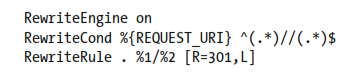 RewriteEngine on
RewriteCond %{REQUEST_URI} ^(.*)//(.*)$
RewriteRule . %1/%2 [R=301,L]